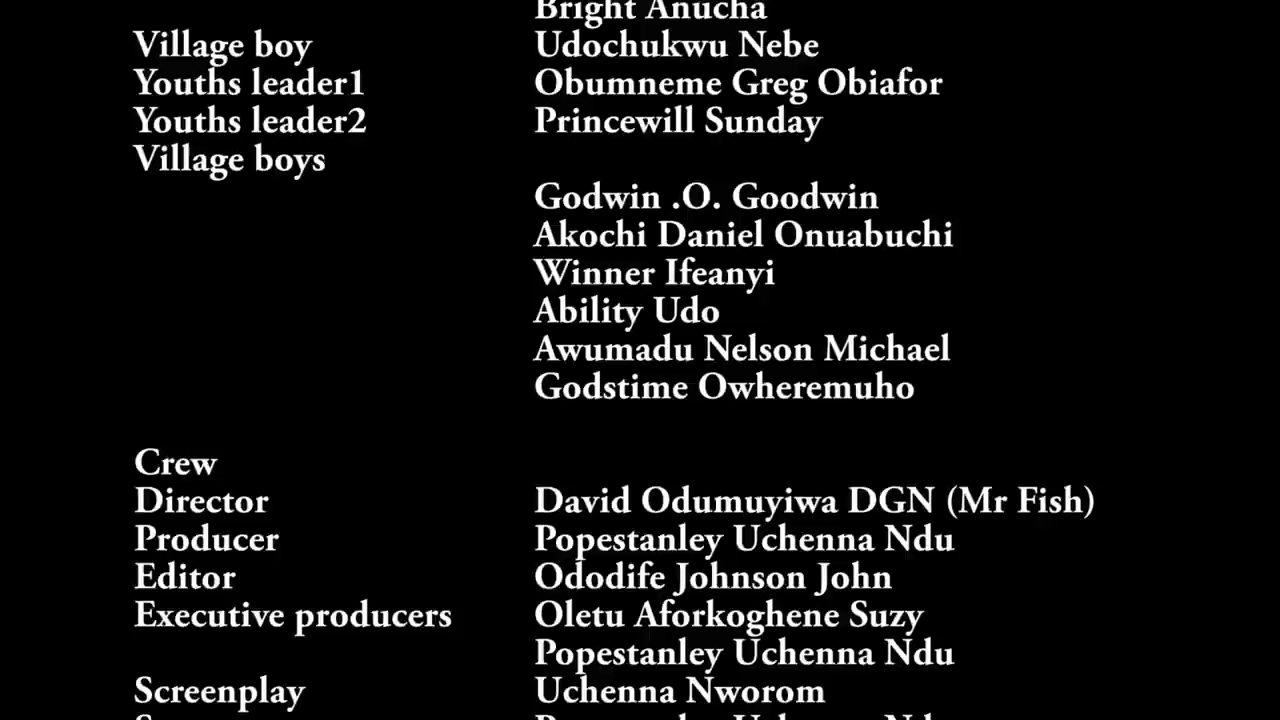 Bright Anucha
Village boy Udochukwu Nebe
Youths leader1 Obumneme Greg Obiafor
Youths leader2 Princewill Sunday
Village boys
Godwin .O. Goodwin
Akochi Daniel Onuabuchi
Winner Ifeanyi
Ability Udo
Awumadu Nelson Michael
Godstime Owheremuho
Crew
Director David Odumuyiwa DGN (Mr Fish)
Producer Popestanley Uchenna Ndu
Editor Ododife Johnson John
Executive producers Oletu Aforkoghene Suzy
Popestanley Uchenna Ndu
Screenplay Uchenna Nworom